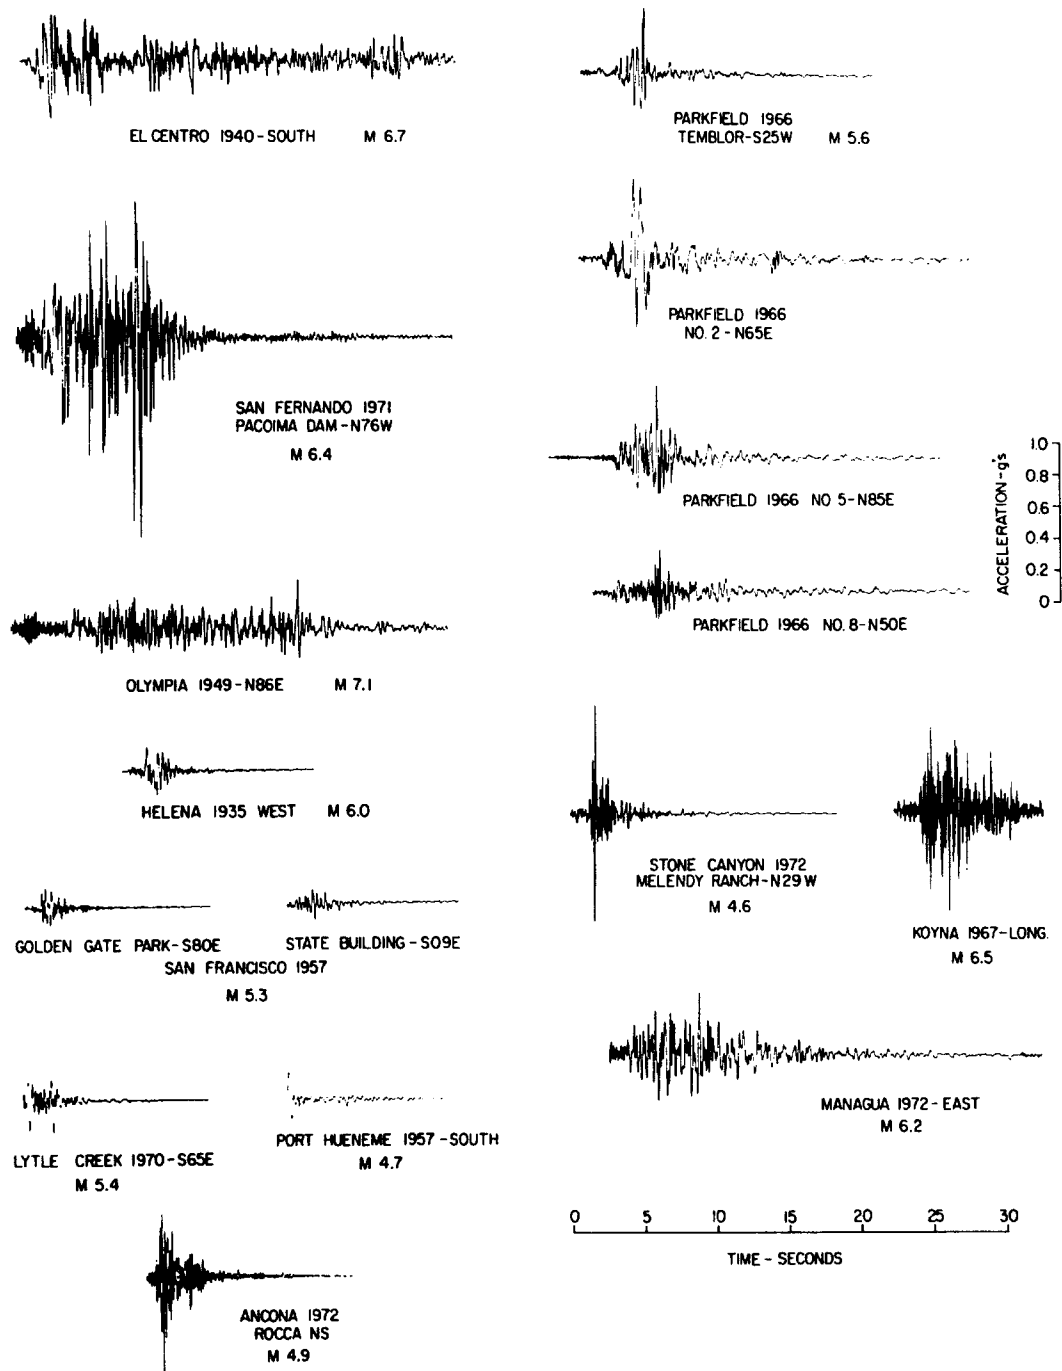 EL CENTRO 1940-SOUTH M 6.7
SAN FERNANDO 1971
PACOIMA DAM-N76W
M 6.4
OLYMPIA 1949-N86E M 7.1
HELENA 1935 WEST M 6.0
GOLDEN GATE PARK-S80E
STATE BUILDING-S09E
SAN FRANCISCO 1957
M 5.3
LYTLE CREEK 1970-S65E
M 5.4
PORT HUENEME 1957-SOUTH
M 4.7
ANCONA 1972
ROCCA NS
M 4.9
PARKFIELD 1966
TEMBLOR-S25W M 5.6
PARKFIELD 1966
NO. 2-N65E
PARKFIELD 1966 NO 5-N85E
PARKFIELD 1966 NO. 8-N50E
ACCELERATION-g's
1.0
0.8
0.6
0.4
0.2
0
STONE CANYON 1972
MELENDY RANCH-N29W
M 4.6
KOYNA 1967-LONG.
M 6.5
MANAGUA 1972-EAST
M 6.2
0 5 10 15 20 25 30
TIME - SECONDS